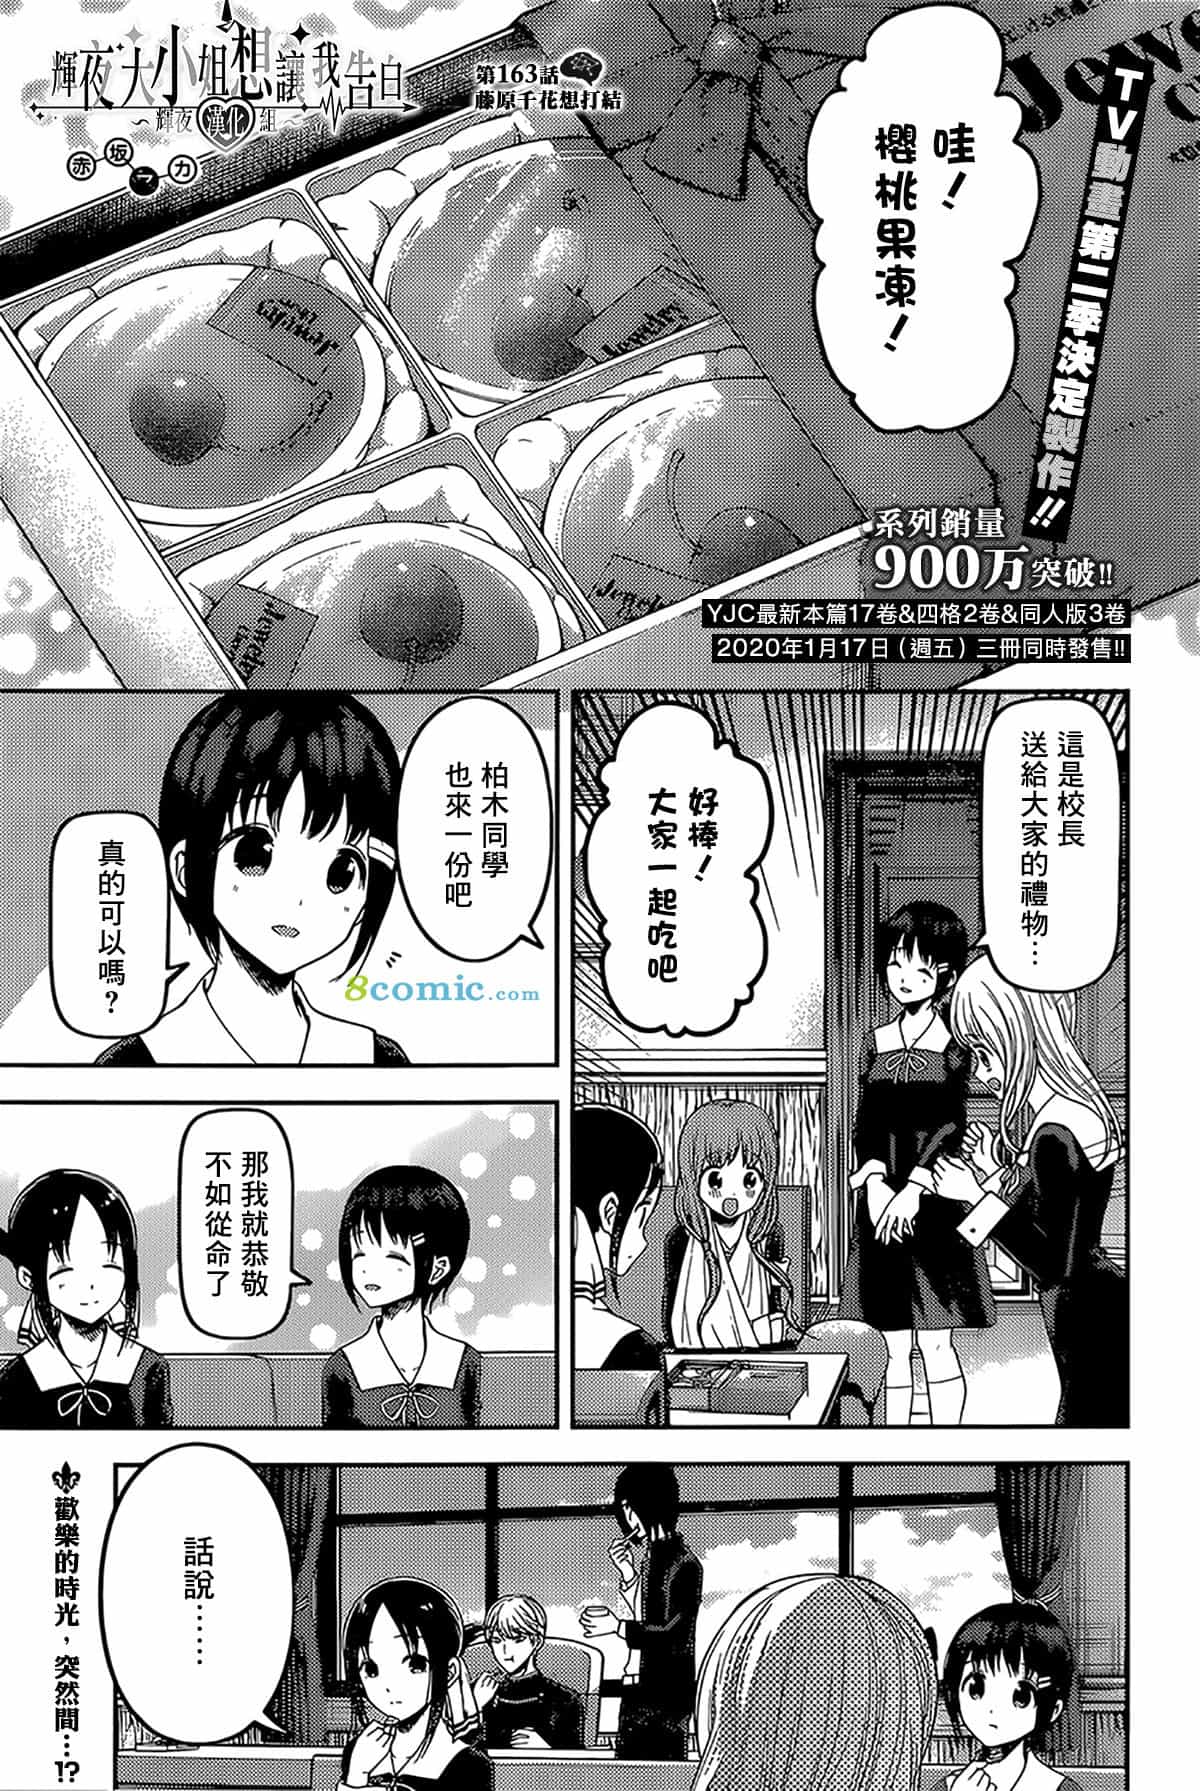 輝夜大小姐想讓我告白
～輝夜漢化組～
赤坂アカ
第163話
藤原千花想打結
哇！
櫻桃果凍！
TV動畫第二季決定製作!!
系列銷量
900万突破!!
YJC最新本篇17卷&四格2卷&同人版3卷
2020年1月17日（週五）三冊同時發售!!
Jewe
這是校長
送給大家的禮物…
好棒！
大家一起吃吧
柏木同學
也來一份吧
真的可以嗎？
8comic.com
那我就恭敬
不如從命了
話說……
歡樂的時光，突然間…!?